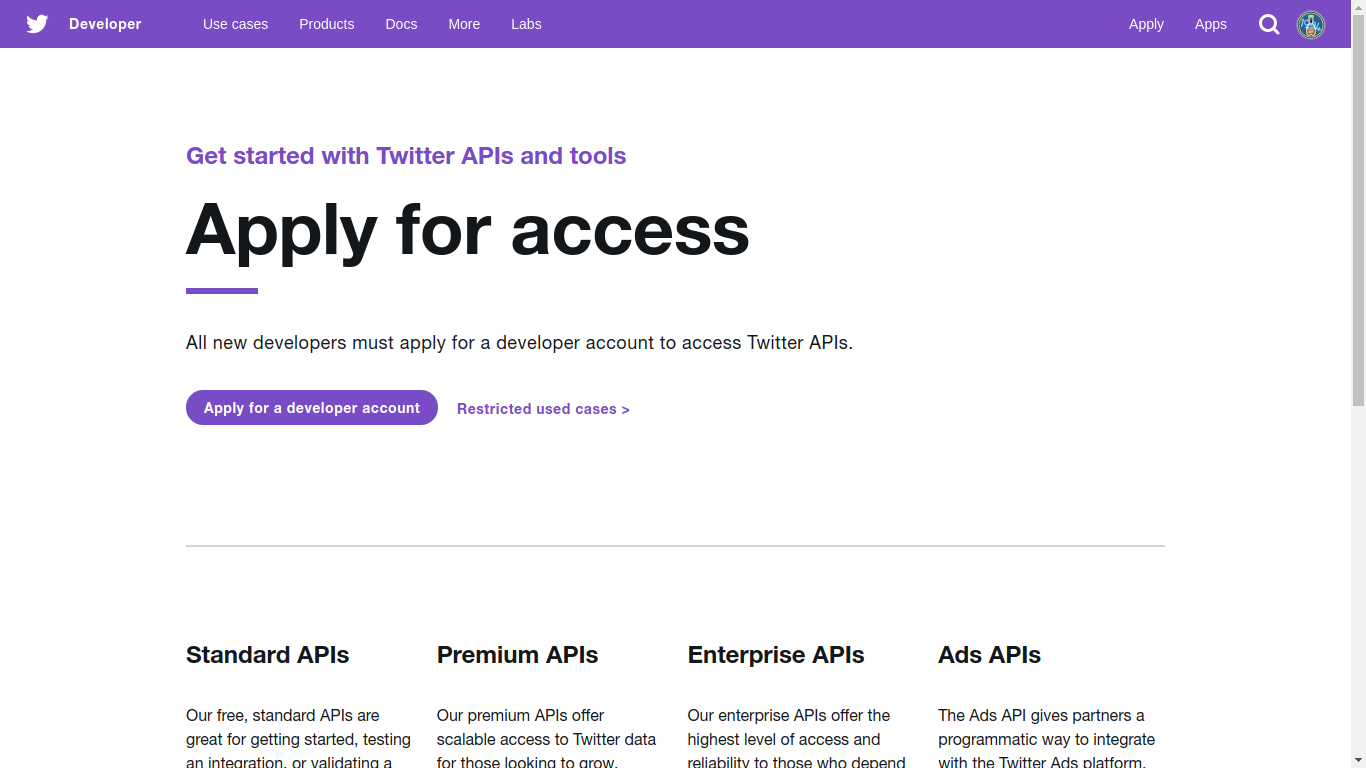 Developer Use cases Products Docs More Labs Apply Apps
Get started with Twitter APIs and tools
Apply for access
All new developers must apply for a developer account to access Twitter APIs.
Apply for a developer account Restricted used cases >
Standard APIs
Our free, standard APIs are
great for getting started, testing
an integration, or validating a
Premium APIs
Our premium APIs offer
scalable access to Twitter data
for those looking to grow,
Enterprise APIs
Our enterprise APIs offer the
highest level of access and
reliability to those who depend
Ads APIs
The Ads API gives partners a
programmatic way to integrate
with the Twitter Ads platform.